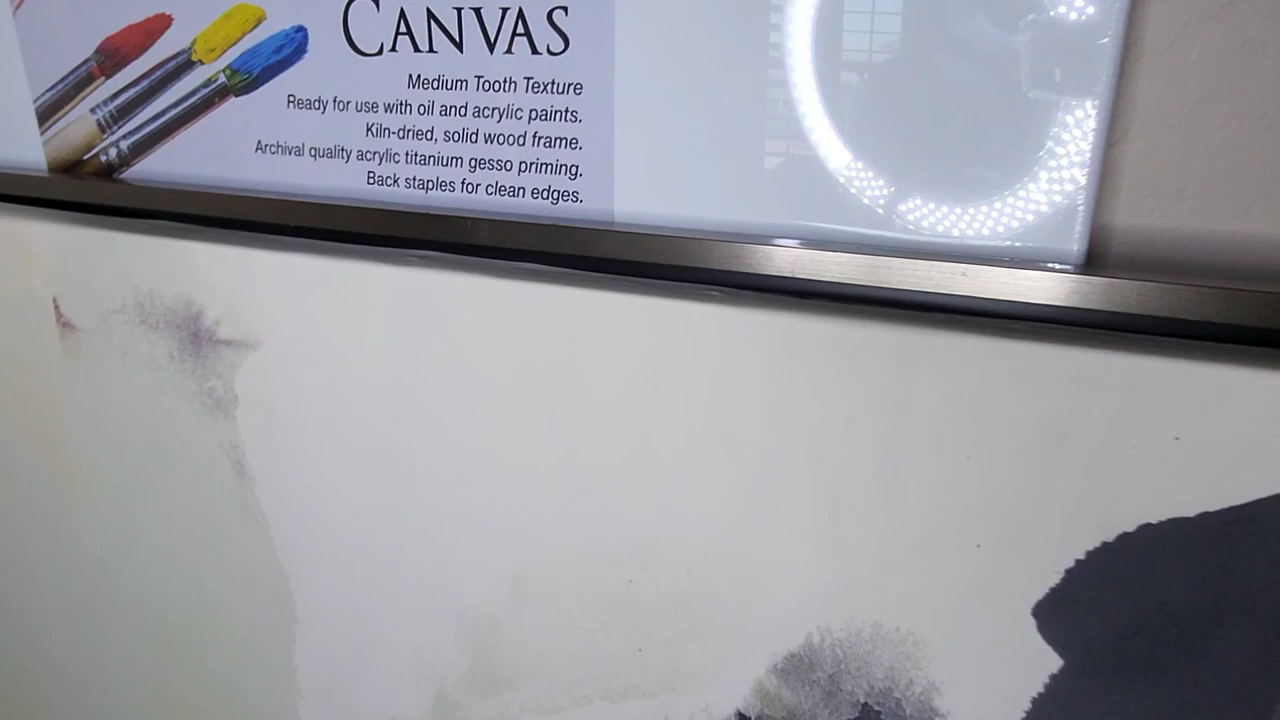 CANVAS
Medium Tooth Texture
Ready for use with oil and acrylic paints.
Kiln-dried, solid wood frame.
Archival quality acrylic titanium gesso priming.
Back staples for clean edges.